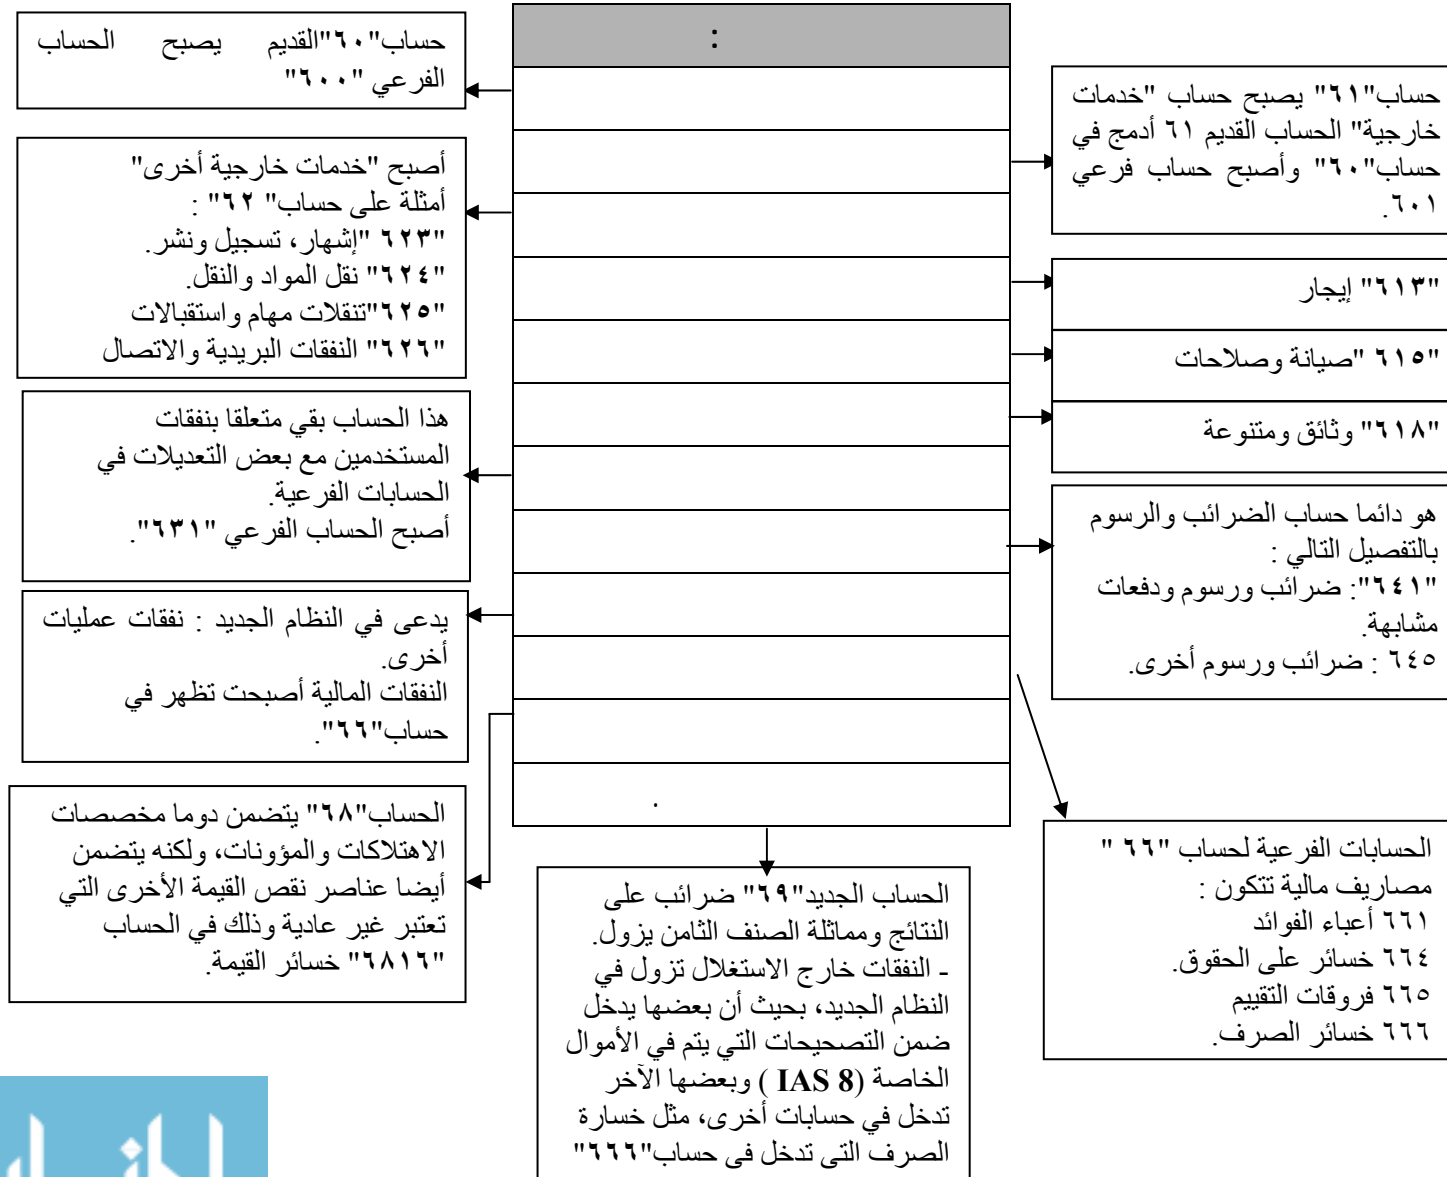 :
حساب"٦٠"القديم يصبح الحساب
الفرعي "٦٠٠"
حساب"٦١" يصبح حساب "خدمات
خارجية" الحساب القديم ٦١ أدمج في
حساب"٦٠" وأصبح حساب فرعي
٦٠١.
أصبح "خدمات خارجية أخرى"
أمثلة على حساب" ٦٢" :
"٦٢٣ "إشهار، تسجيل ونشر.
"٦٢٤" نقل المواد والنقل.
"٦٢٥"تنقلات مهام واستقبالات
"٦٢٦" النفقات البريدية والاتصال
"٦١٣" إيجار
"٦١٥ "صيانة وصلاحات
"٦١٨" وثائق ومتنوعة
هذا الحساب بقي متعلقا بنفقات
المستخدمين مع بعض التعديلات في
الحسابات الفرعية.
أصبح الحساب الفرعي "٦٣١".
هو دائما حساب الضرائب والرسوم
بالتفصيل التالي :
"٦٤١": ضرائب ورسوم ودفعات
مشابهة.
٦٤٥ : ضرائب ورسوم أخرى.
يدعى في النظام الجديد : نفقات عمليات
أخرى.
النفقات المالية أصبحت تظهر في
حساب"٦٦".
الحساب"٦٨" يتضمن دوما مخصصات
الاهتلاكات والمؤونات، ولكنه يتضمن
أيضا عناصر نقص القيمة الأخرى التي
تعتبر غير عادية وذلك في الحساب
"٦٨١٦" خسائر القيمة.
.
الحسابات الفرعية لحساب "٦٦ "
مصاريف مالية تتكون :
٦٦١ أعباء الفوائد
٦٦٤ خسائر على الحقوق.
٦٦٥ فروقات التقييم
٦٦٦ خسائر الصرف.
الحساب الجديد"٦٩" ضرائب على
النتائج ومماثلة الصنف الثامن يزول.
- النفقات خارج الاستغلال تزول في
النظام الجديد، بحيث أن بعضها يدخل
ضمن التصحيحات التي يتم في الأموال
الخاصة (IAS 8 ) وبعضها الآخر
تدخل في حسابات أخرى، مثل خسارة
الصرف التي تدخل في حساب"٦٦٦"